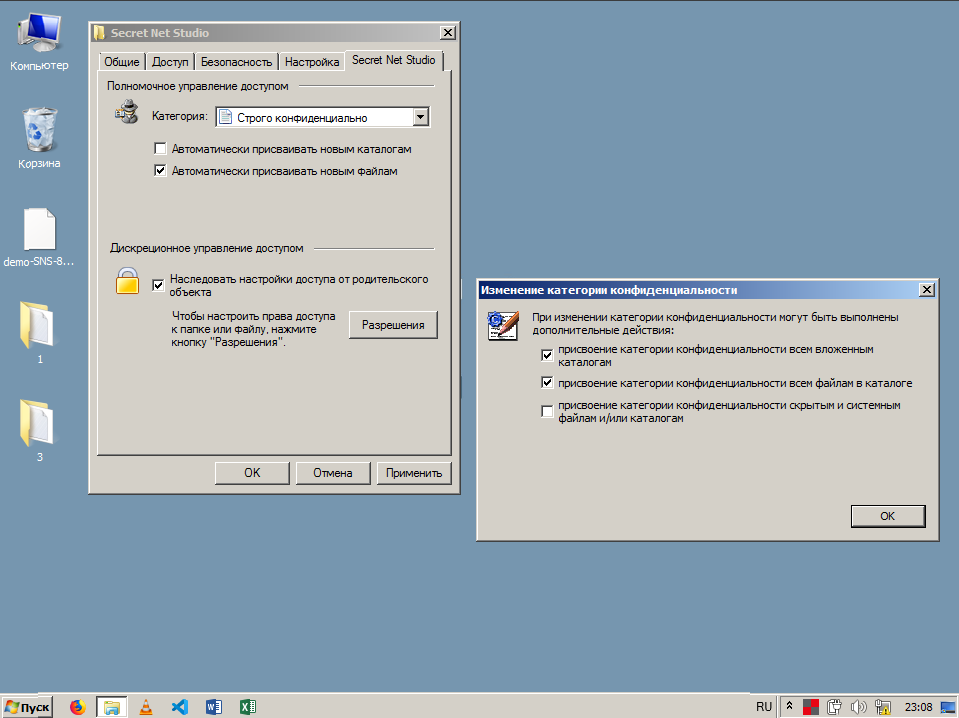 Компьютер
Корзина
demo-SNS-8...
1
3
Secret Net Studio
Общие
Доступ
Безопасность
Настройка
Secret Net Studio
Полномочное управление доступом
Категория:
Строго конфиденциально
Автоматически присваивать новым каталогам
Автоматически присваивать новым файлам
Дискреционное управление доступом
Наследовать настройки доступа от родительского
объекта
Чтобы настроить права доступа
к папке или файлу, нажмите
кнопку "Разрешения".
Разрешения
OK
Отмена
Применить
Изменение категории конфиденциальности
При изменении категории конфиденциальности могут быть выполнены
дополнительные действия:
присвоение категории конфиденциальности всем вложенным
каталогам
присвоение категории конфиденциальности всем файлам в каталоге
присвоение категории конфиденциальности скрытым и системным
файлам и/или каталогам
OK
Пуск
RU
23:08